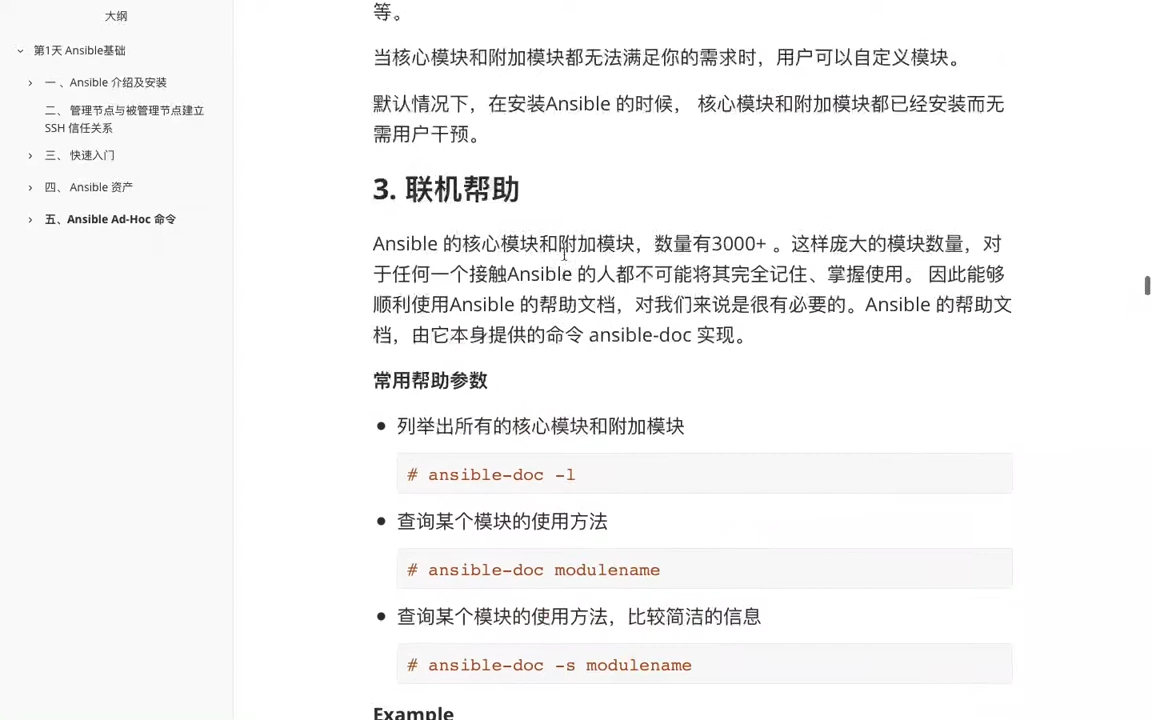 大纲
第1天 Ansible基础
一 、Ansible 介绍及安装
二、 管理节点与被管理节点建立
SSH 信任关系
三、 快速入门
四、 Ansible 资产
五、Ansible Ad-Hoc 命令
等。
当核心模块和附加模块都无法满足你的需求时，用户可以自定义模块。
默认情况下，在安装Ansible 的时候， 核心模块和附加模块都已经安装而无
需用户干预。
3. 联机帮助
Ansible 的核心模块和附加模块，数量有3000+ 。这样庞大的模块数量，对
于任何一个接触Ansible 的人都不可能将其完全记住、掌握使用。 因此能够
顺利使用Ansible 的帮助文档，对我们来说是很有必要的。Ansible 的帮助文
档，由它本身提供的命令 ansible-doc 实现。
常用帮助参数
• 列举出所有的核心模块和附加模块
# ansible-doc -l
• 查询某个模块的使用方法
# ansible-doc modulename
• 查询某个模块的使用方法，比较简洁的信息
# ansible-doc -s modulename
Example